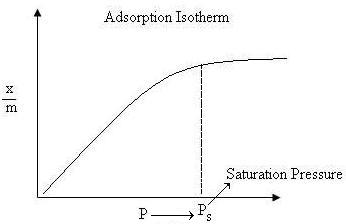 Adsorption Isotherm
x
m
Saturation Pressure
P
Ps